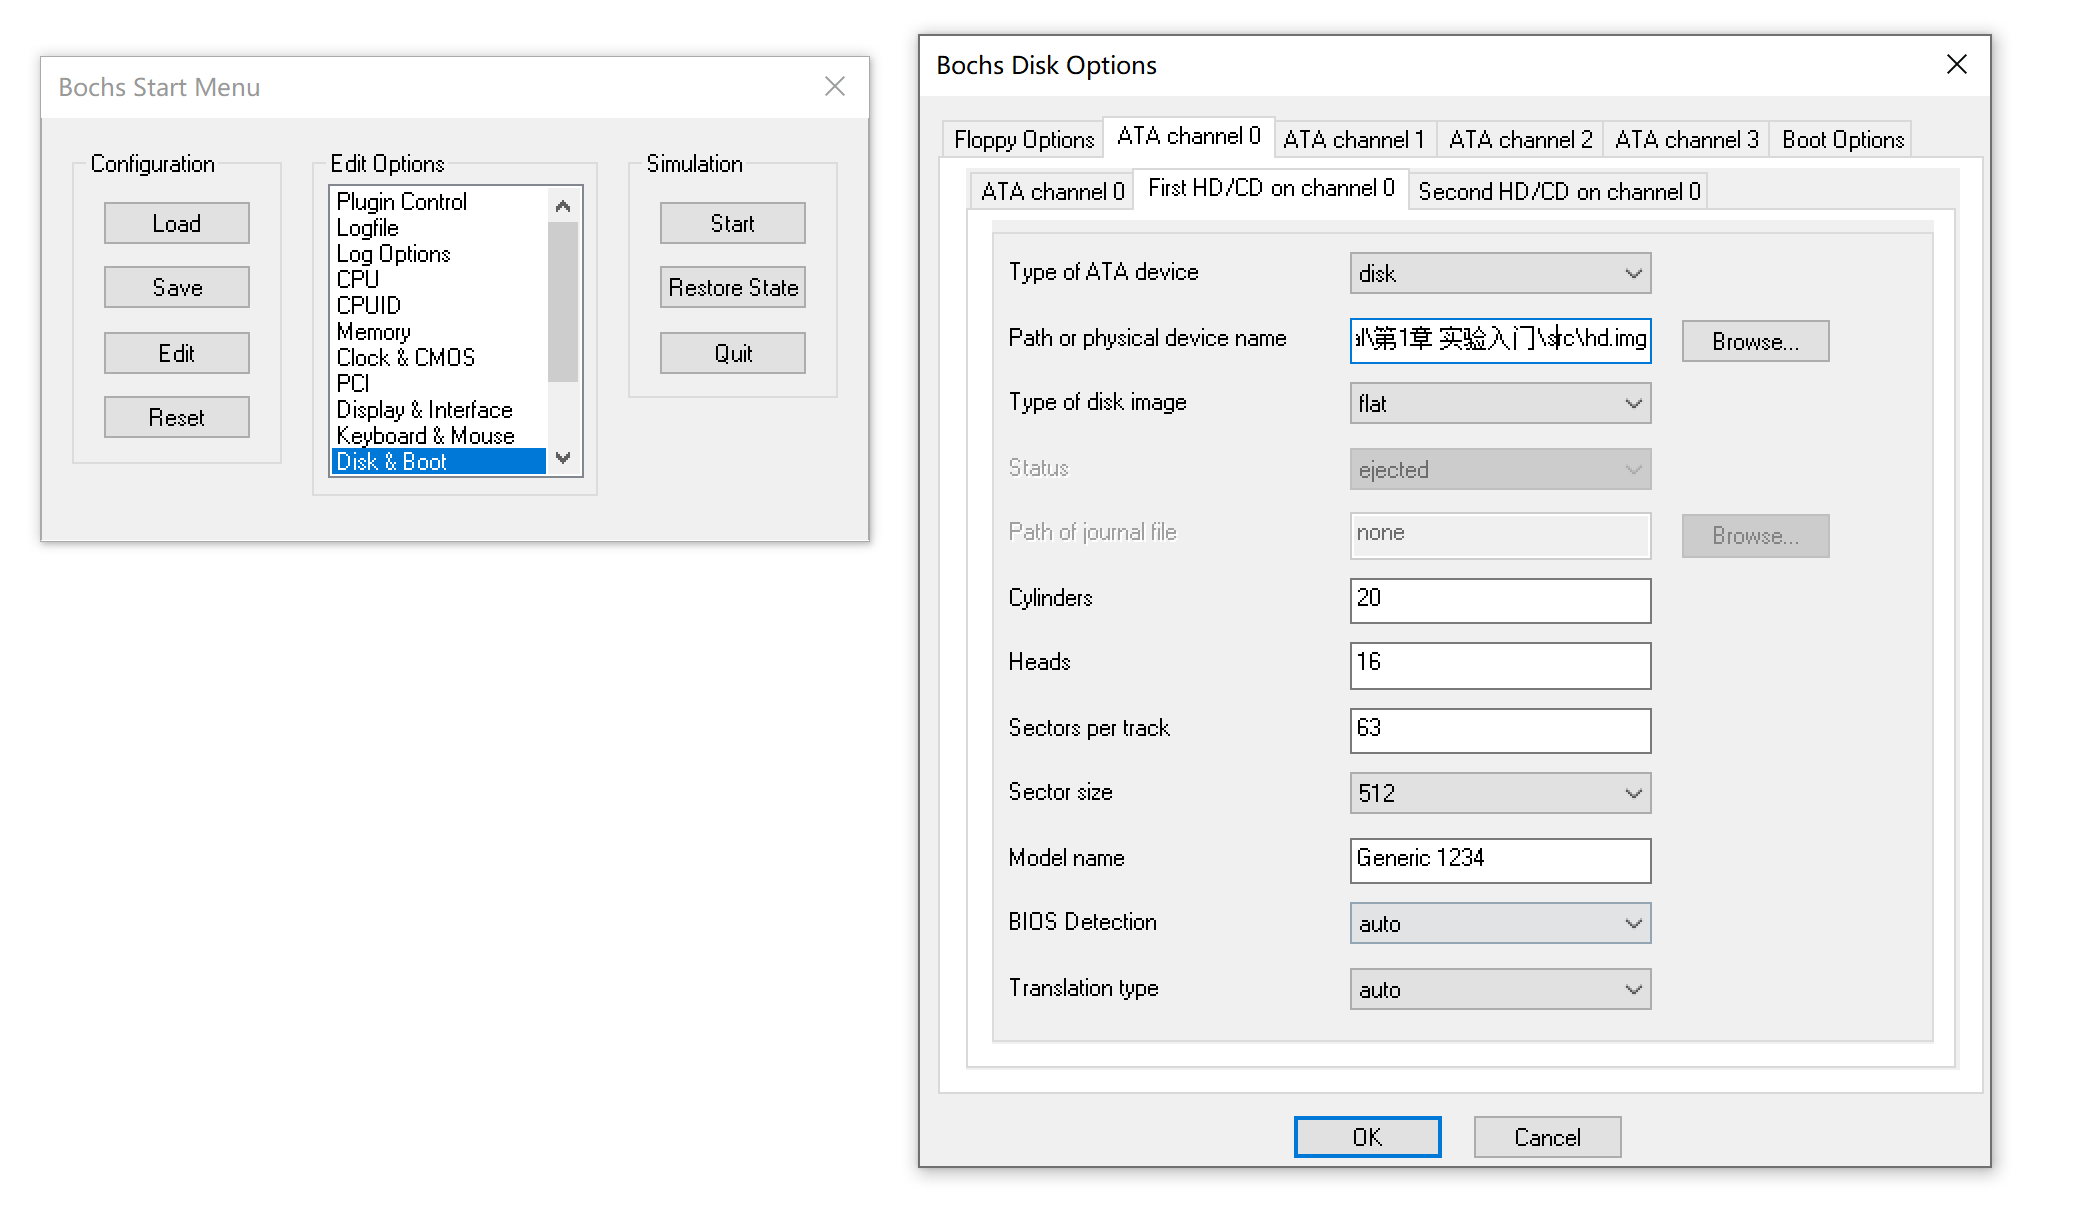 Bochs Start Menu
Configuration
Load
Save
Edit
Reset
Edit Options
Plugin Control
Logfile
Log Options
CPU
CPUID
Memory
Clock & CMOS
PCI
Display & Interface
Keyboard & Mouse
Disk & Boot
Simulation
Start
Restore State
Quit
Bochs Disk Options
Floppy Options ATA channel 0 ATA channel 1 ATA channel 2 ATA channel 3 Boot Options
ATA channel 0 First HD/CD on channel 0 Second HD/CD on channel 0
Type of ATA device disk
Path or physical device name al\第1章 实验入门\src\hd.img Browse...
Type of disk image flat
Status ejected
Path of journal file none Browse...
Cylinders 20
Heads 16
Sectors per track 63
Sector size 512
Model name Generic 1234
BIOS Detection auto
Translation type auto
OK Cancel